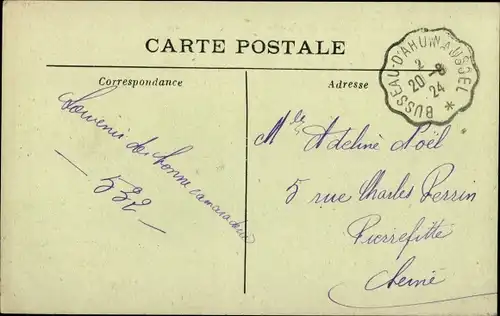 CARTE POSTALE
Correspondance
Adresse
BUSSEAU-D'AHUN A USSEL *
2
20 -8
24
Souvenir de bonne camaraderie
— 532 —
Mlle Adeline Noël
5 rue Charles Perrin
Pierrefitte
Seine